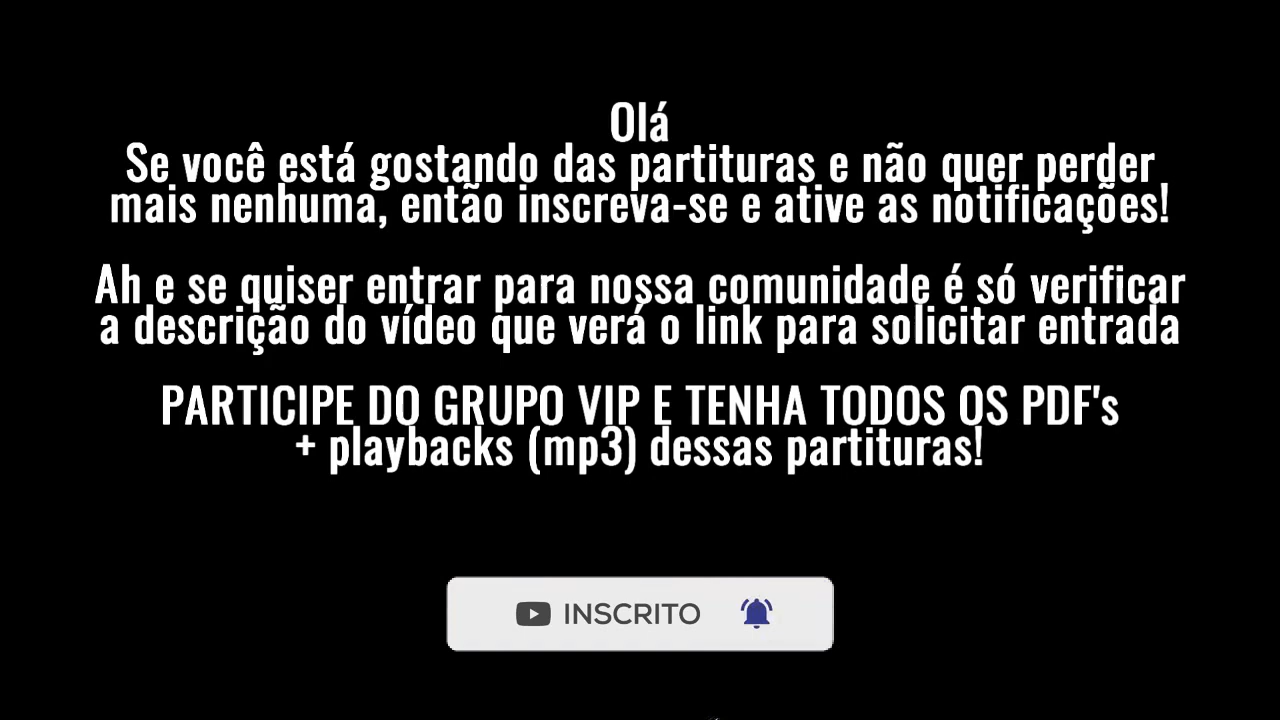 Olá
Se você está gostando das partituras e não quer perder
mais nenhuma, então inscreva-se e ative as notificações!
Ah e se quiser entrar para nossa comunidade é só verificar
a descrição do vídeo que verá o link para solicitar entrada
PARTICIPE DO GRUPO VIP E TENHA TODOS OS PDF's
+ playbacks (mp3) dessas partituras!
INSCRITO